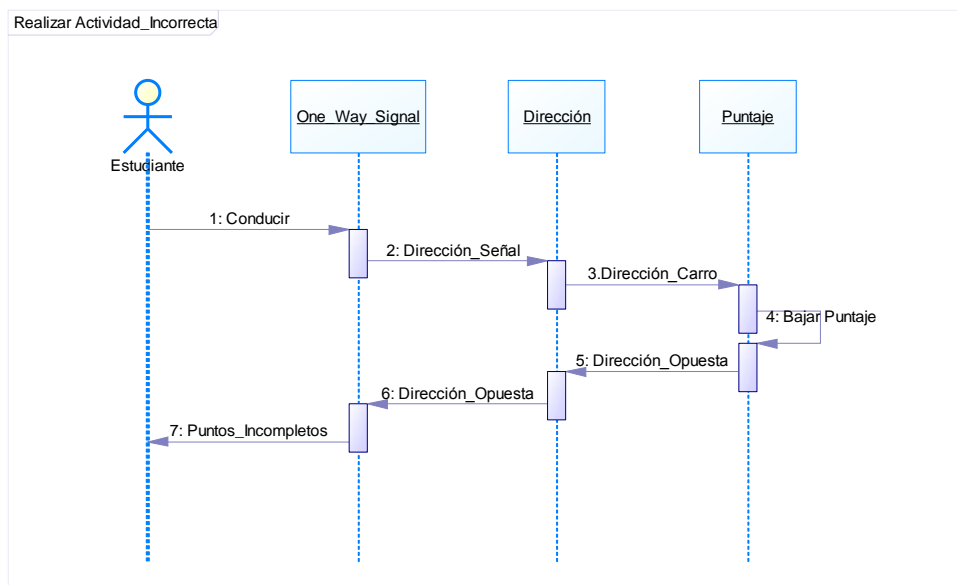 Realizar Actividad_Incorrecta
One_Way_Signal
Dirección
Puntaje
Estudiante
1: Conducir
2: Dirección_Señal
3.Dirección_Carro
4: Bajar Puntaje
5: Dirección_Opuesta
6: Dirección_Opuesta
7: Puntos_Incompletos